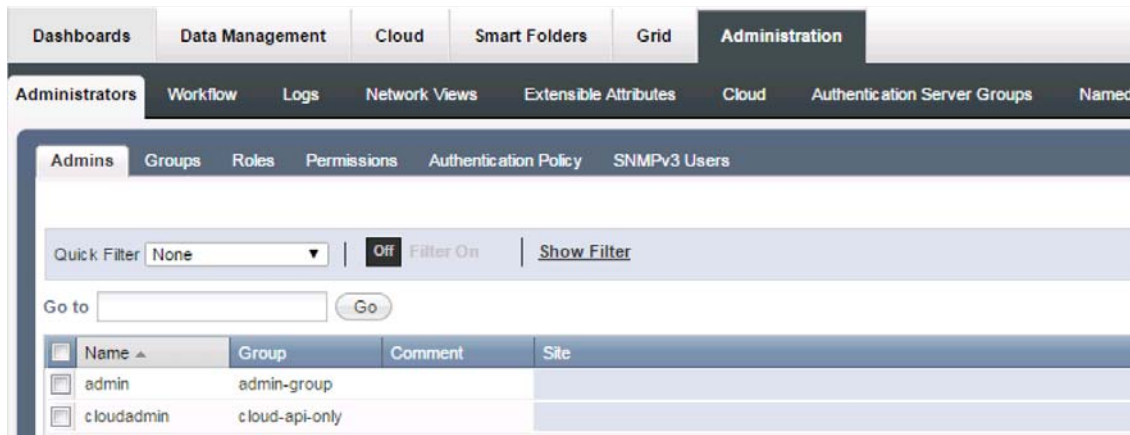 Dashboards Data Management Cloud Smart Folders Grid Administration
Administrators Workflow Logs Network Views Extensible Attributes Cloud Authentication Server Groups Named
Admins Groups Roles Permissions Authentication Policy SNMPv3 Users
Quick Filter None Off Filter On Show Filter
Go to Go
Name Group Comment Site
admin admin-group
cloudadmin cloud-api-only